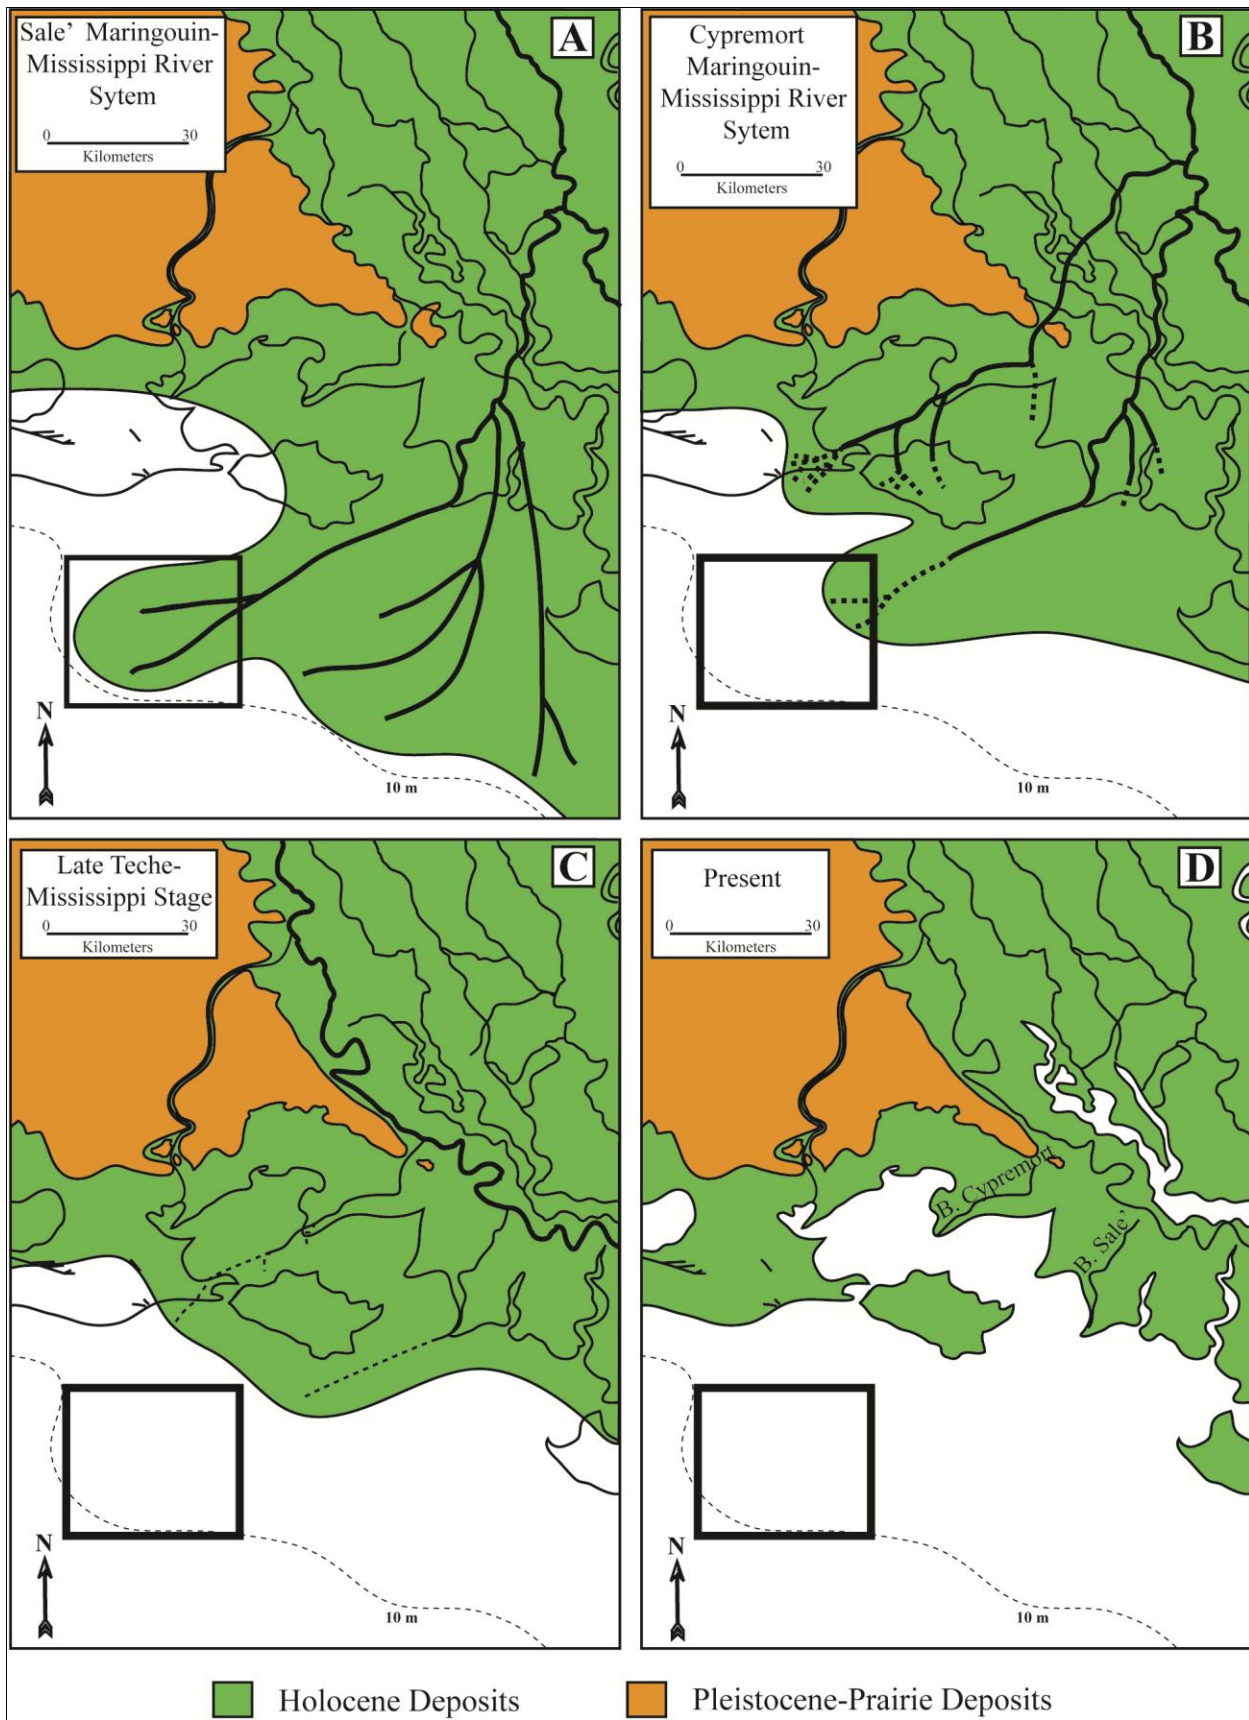 Sale’ Maringouin-
Mississippi River
Sytem
0 30
Kilometers
A
N
10 m
Cypremort
Maringouin-
Mississippi River
Sytem
0 30
Kilometers
B
N
10 m
Late Teche-
Mississippi Stage
0 30
Kilometers
C
N
10 m
Present
0 30
Kilometers
D
B. Cypremort
B. Sale’
N
10 m
Holocene Deposits
Pleistocene-Prairie Deposits